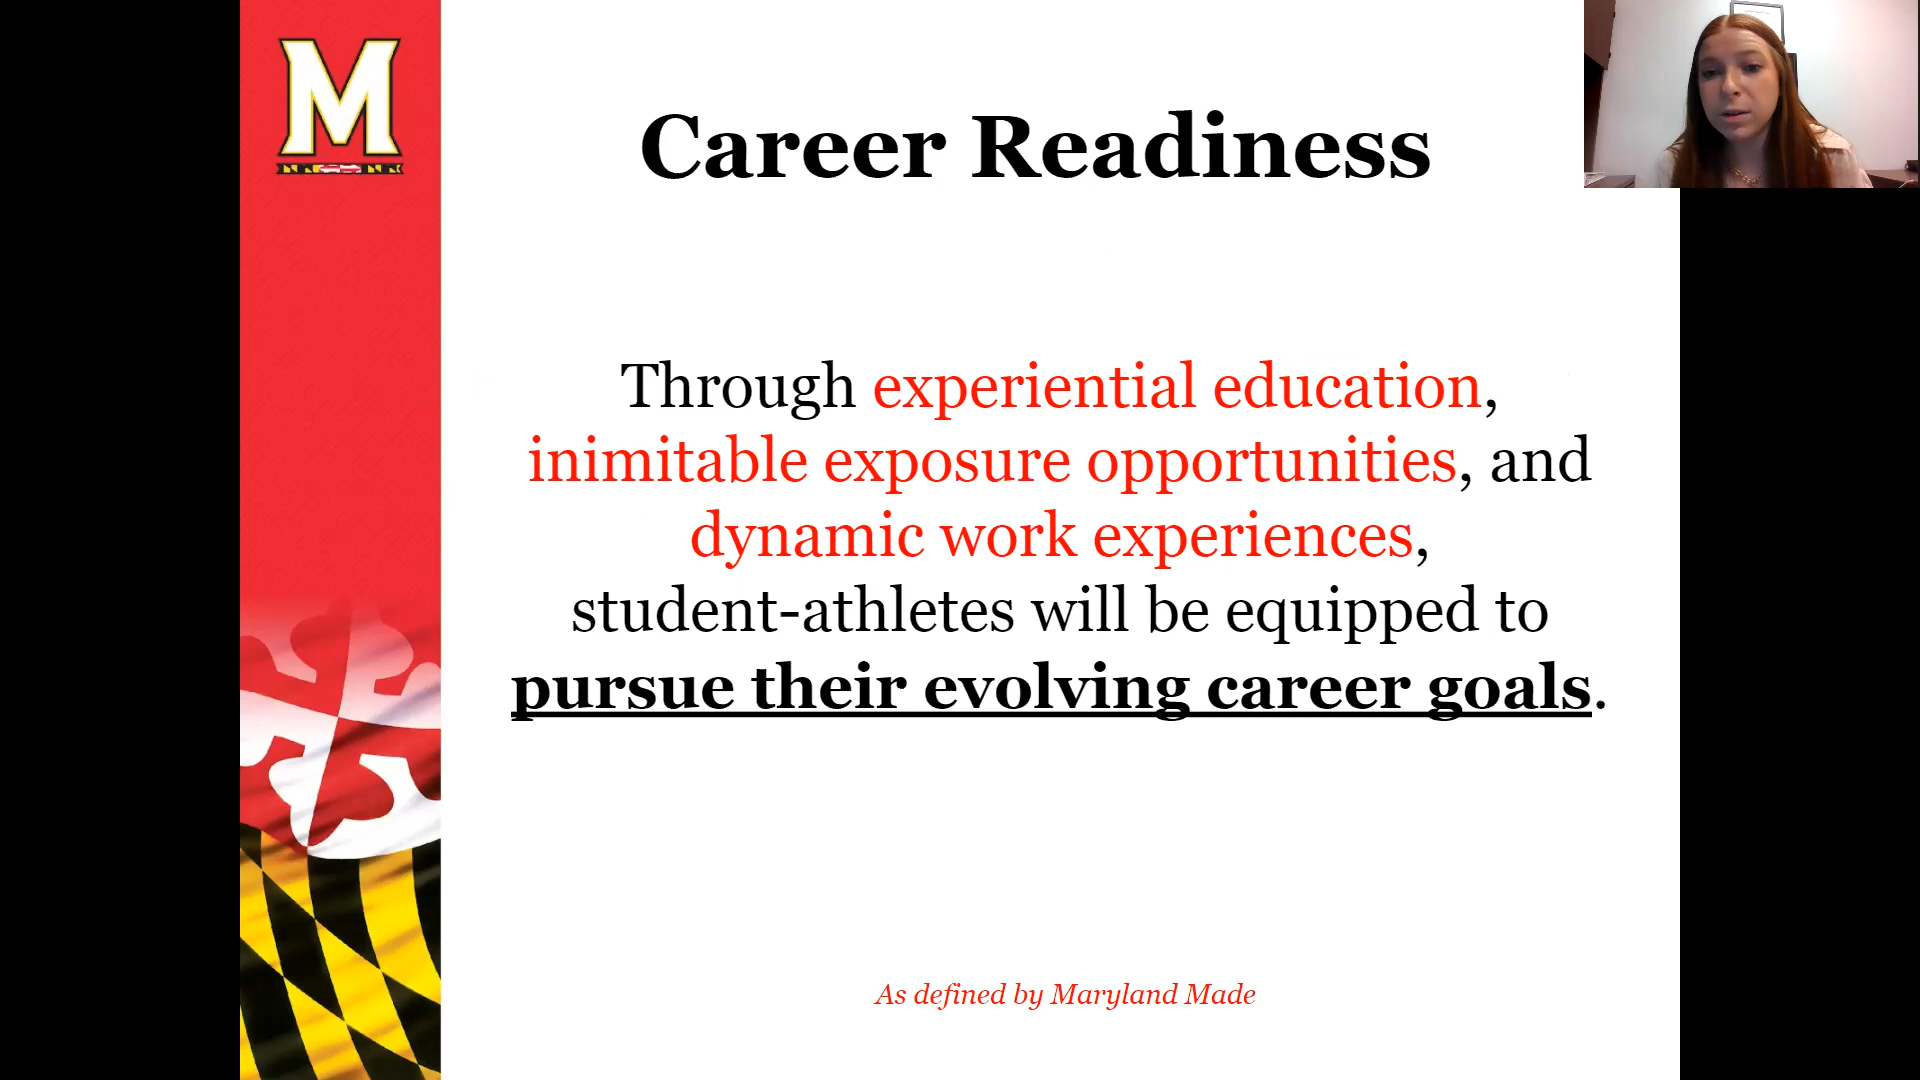 M
Career Readiness
Through experiential education,
inimitable exposure opportunities, and
dynamic work experiences,
student-athletes will be equipped to
pursue their evolving career goals.
As defined by Maryland Made